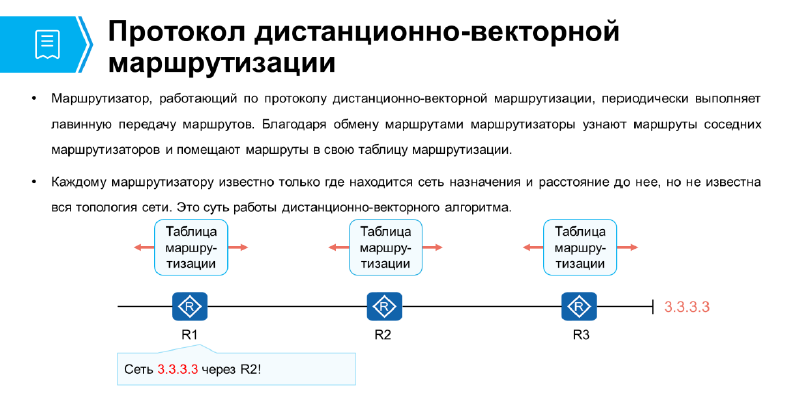 Протокол дистанционно-векторной
маршрутизации
• Маршрутизатор, работающий по протоколу дистанционно-векторной маршрутизации, периодически выполняет
лавинную передачу маршрутов. Благодаря обмену маршрутами маршрутизаторы узнают маршруты соседних
маршрутизаторов и помещают маршруты в свою таблицу маршрутизации.
• Каждому маршрутизатору известно только где находится сеть назначения и расстояние до нее, но не известна
вся топология сети. Это суть работы дистанционно-векторного алгоритма.
Таблица
маршру-
тизации
Таблица
маршру-
тизации
Таблица
маршру-
тизации
R
R
R
3.3.3.3
R1
R2
R3
Сеть 3.3.3.3 через R2!